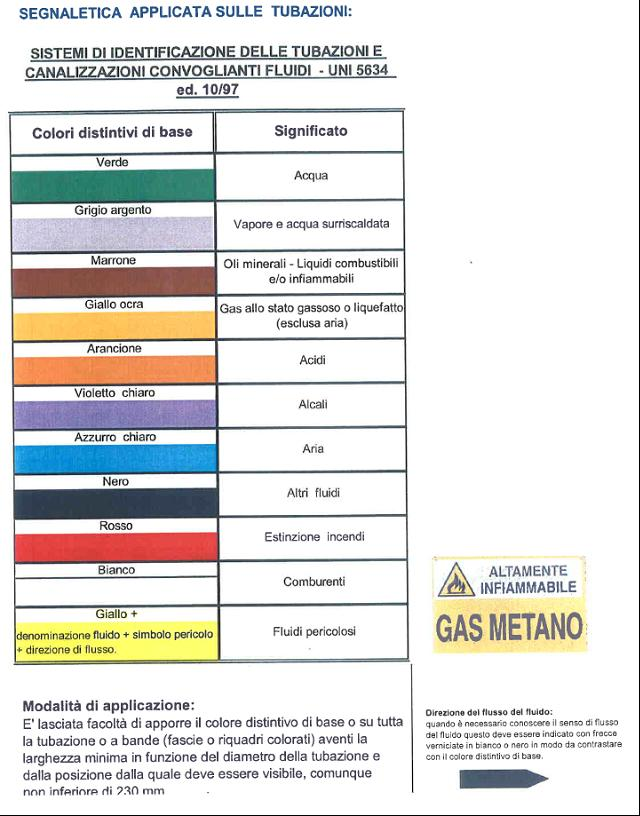 SEGNALETICA APPLICATA SULLE TUBAZIONI:
SISTEMI DI IDENTIFICAZIONE DELLE TUBAZIONI E
CANALIZZAZIONI CONVOGLIANTI FLUIDI - UNI 5634
ed. 10/97
Colori distintivi di base
Significato
Verde
Acqua
Grigio argento
Vapore e acqua surriscaldata
Marrone
Oli minerali - Liquidi combustibili
e/o infiammabili
Giallo ocra
Gas allo stato gassoso o liquefatto
(esclusa aria)
Arancione
Acidi
Violetto chiaro
Alcali
Azzurro chiaro
Aria
Nero
Altri fluidi
Rosso
Estinzione incendi
Bianco
Comburenti
Giallo +
denominazione fluido + simbolo pericolo
+ direzione di flusso.
Fluidi pericolosi
ALTAMENTE
INFIAMMABILE
GAS METANO
Modalità di applicazione:
E' lasciata facoltà di apporre il colore distintivo di base o su tutta
la tubazione o a bande (fascie o riquadri colorati) aventi la
larghezza minima in funzione del diametro della tubazione e
dalla posizione dalla quale deve essere visibile, comunque
non inferiore di 230 mm
Direzione del flusso del fluido:
quando è necessario conoscere il senso di flusso
del fluido questo deve essere indicato con frecce
verniciate in bianco o nero in modo da contrastare
con il colore distintivo di base.